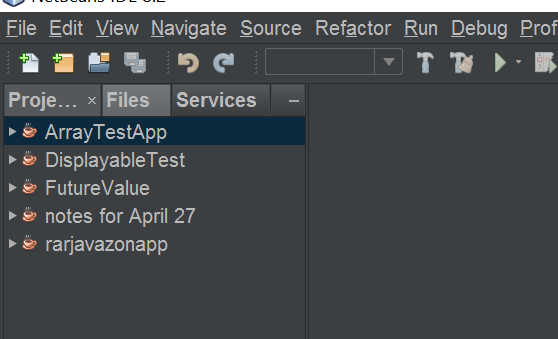 NetBeans IDE 8.2
File Edit View Navigate Source Refactor Run Debug Prof
Proje... × Files Services –
ArrayTestApp
DisplayableTest
FutureValue
notes for April 27
rarjavazonapp